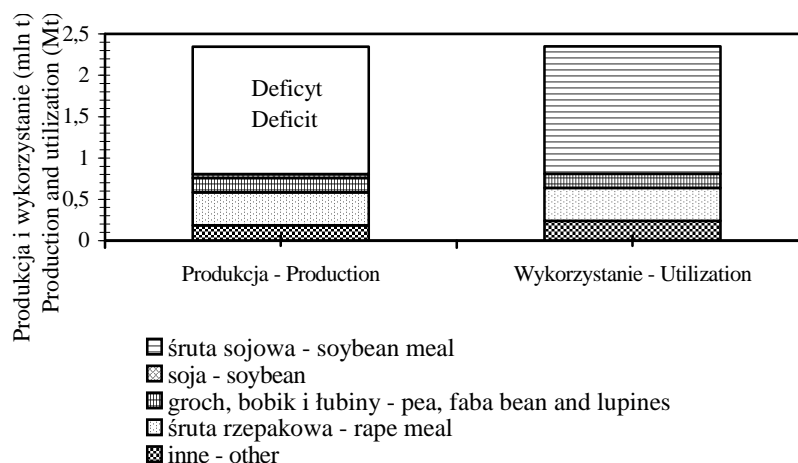 Produkcja i wykorzystanie (mln t)
Production and utilization (Mt)
2,5
2
1,5
1
0,5
0
Deficyt
Deficit
Produkcja - Production
Wykorzystanie - Utilization
śruta sojowa - soybean meal
soja - soybean
groch, bobik i łubiny - pea, faba bean and lupines
śruta rzepakowa - rape meal
inne - other